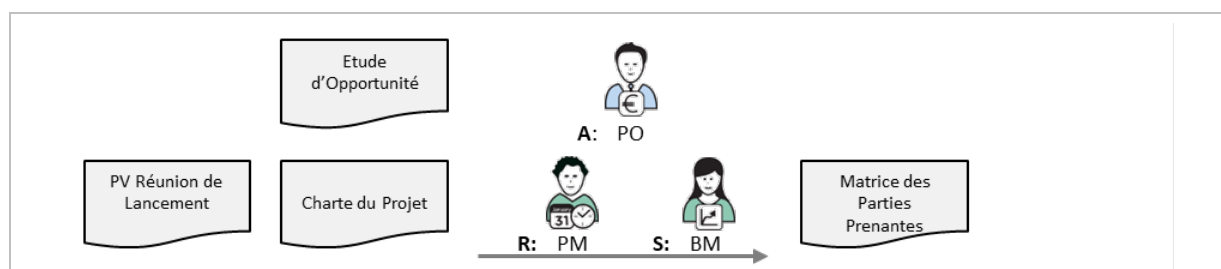 Etude
d'Opportunité
€
A: PO
PV Réunion de
Lancement
Charte du Projet
31
R: PM
S: BM
Matrice des
Parties
Prenantes